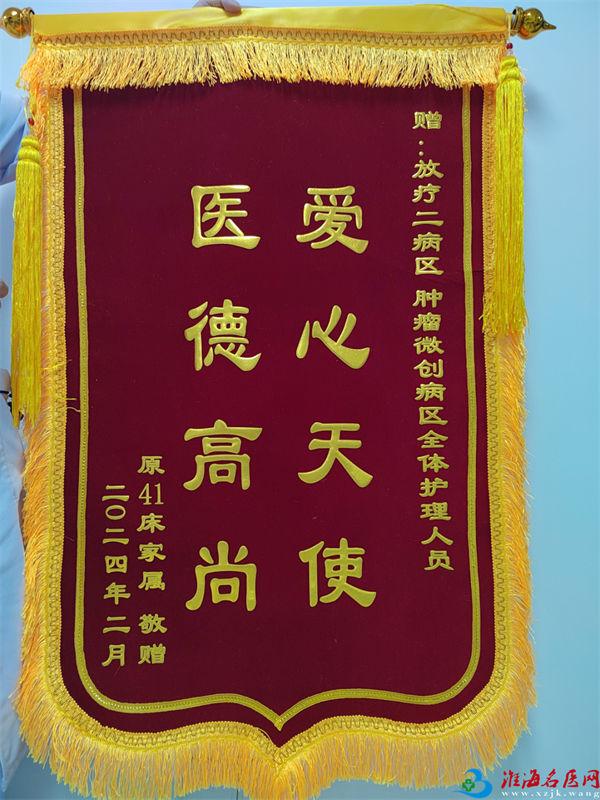 赠：放疗二病区 肿瘤微创病区全体护理人员
爱心天使
医德高尚
原41床家属 敬赠
二〇二四年二月
淮海名医网
www.xzjk.wang